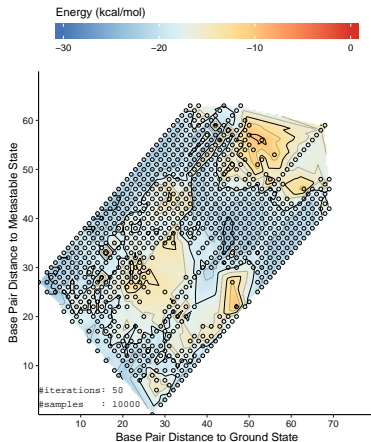 Energy (kcal/mol)
−30 −20 −10 0
Base Pair Distance to Metastable State
60
50
40
30
20
10
#iterations: 50
#samples : 10000
10 20 30 40 50 60 70
Base Pair Distance to Ground State